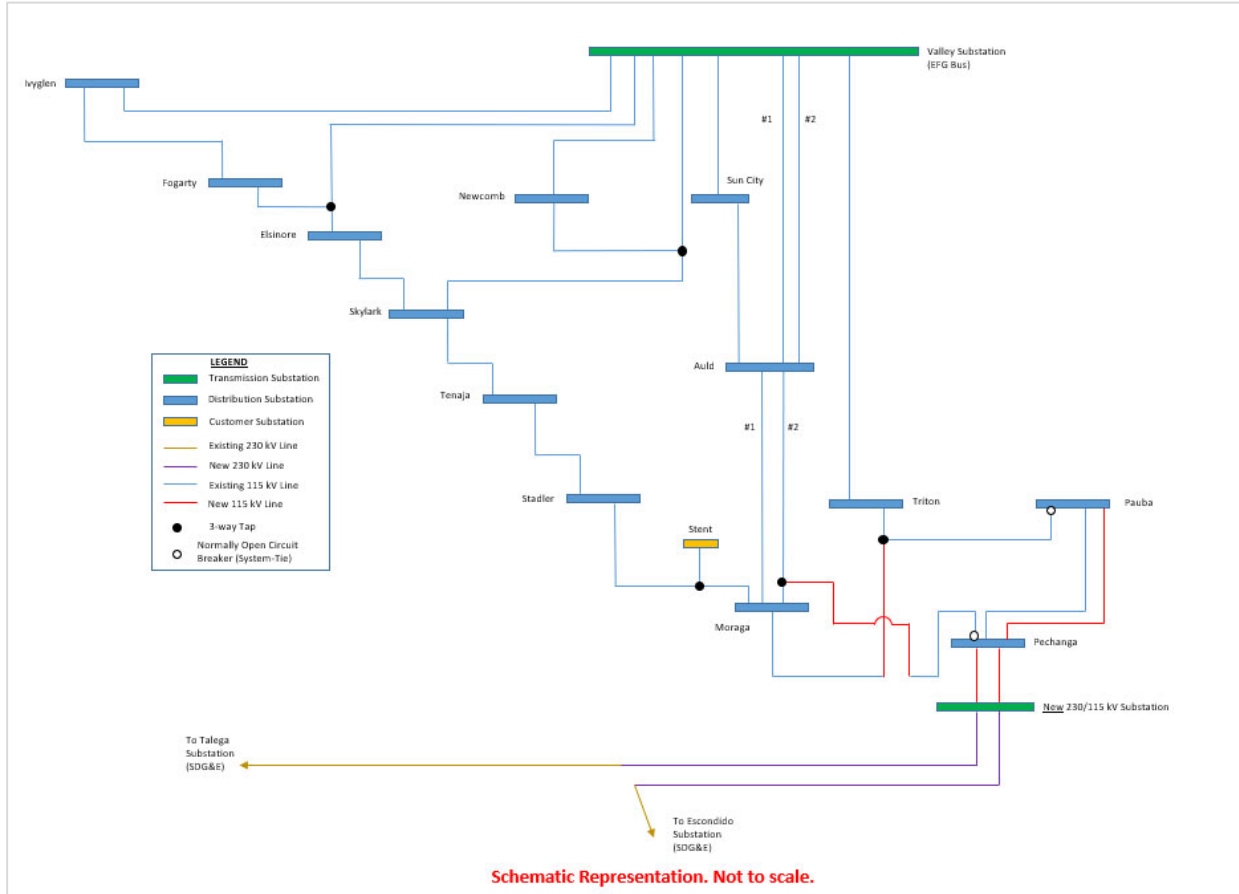 Valley Substation
(EFG Bus)
Ivyglen
#1
#2
Fogarty
Newcomb
Sun City
Elsinore
Skylark
Auld
LEGEND
Transmission Substation
Distribution Substation
Customer Substation
Existing 230 kV Line
New 230 kV Line
Existing 115 kV Line
New 115 kV Line
3-way Tap
Normally Open Circuit
Breaker (System-Tie)
Tenaja
#1
#2
Stadler
Stent
Triton
Pauba
Moraga
Pechanga
New 230/115 kV Substation
To Talega
Substation
(SDG&E)
To Escondido
Substation
(SDG&E)
Schematic Representation. Not to scale.